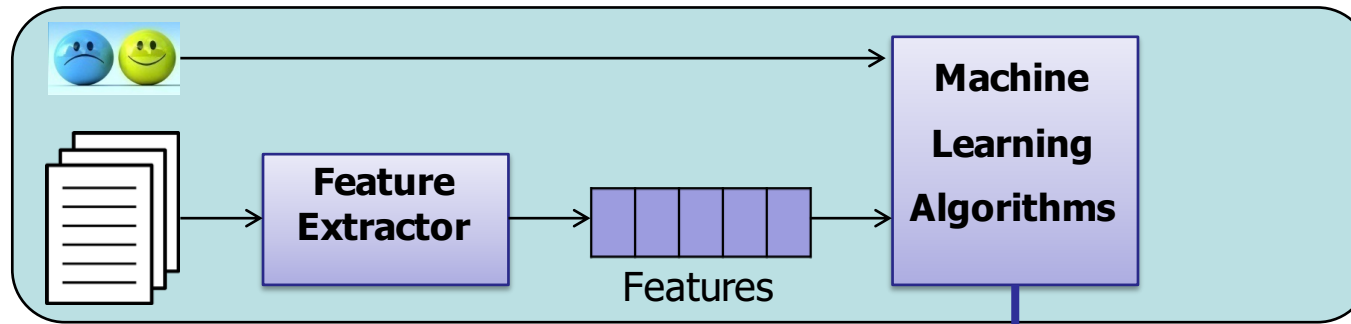 Machine
Learning
Algorithms
Feature
Extractor
Features